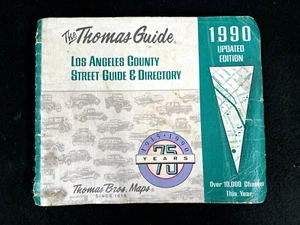 The Thomas Guide.
LOS ANGELES COUNTY
STREET GUIDE & DIRECTORY
1990
UPDATED
EDITION
1915-1990
75
YEARS
Thomas Bros. Maps
SINCE 1915
Over 10,000 Changes
This Year